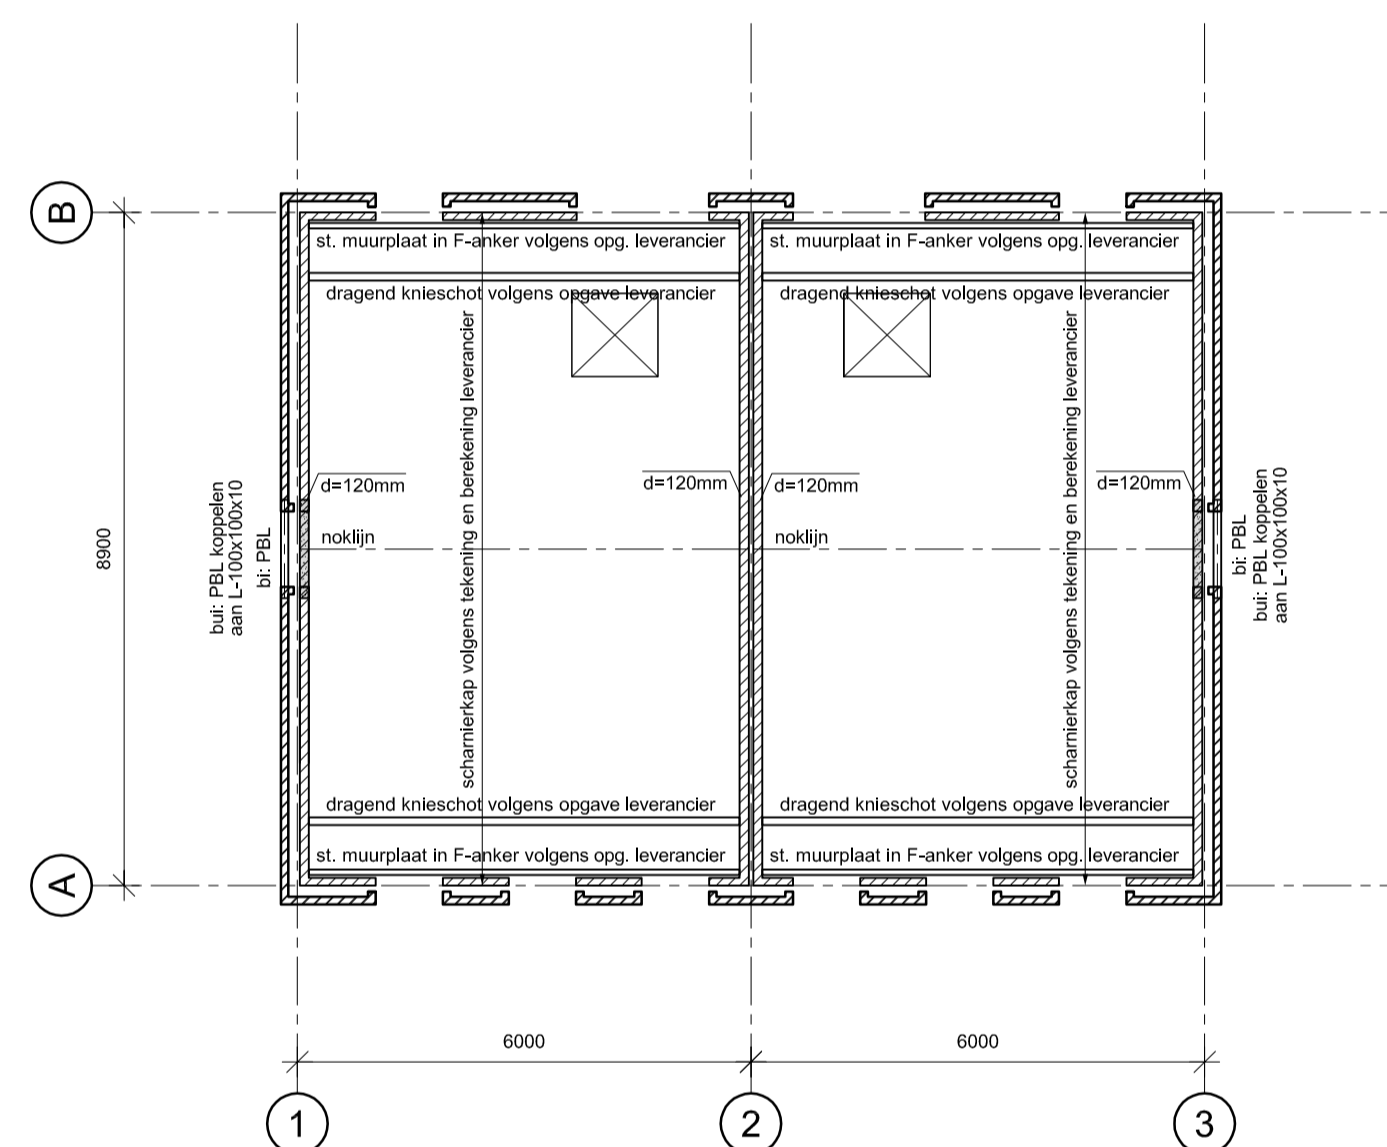 B
st. muurplaat in F-anker volgens opg. leverancier
st. muurplaat in F-anker volgens opg. leverancier
dragend knieschot volgens opgave leverancier
dragend knieschot volgens opgave leverancier
scharnierkap volgens tekening en berekening leverancier
scharnierkap volgens tekening en berekening leverancier
d=120mm
d=120mm
d=120mm
d=120mm
8900
bui: PBL koppelen
aan L-100x100x10
bi: PBL
noklijn
noklijn
bi: PBL
bui: PBL koppelen
aan L-100x100x10
dragend knieschot volgens opgave leverancier
dragend knieschot volgens opgave leverancier
st. muurplaat in F-anker volgens opg. leverancier
st. muurplaat in F-anker volgens opg. leverancier
A
6000
6000
1
2
3